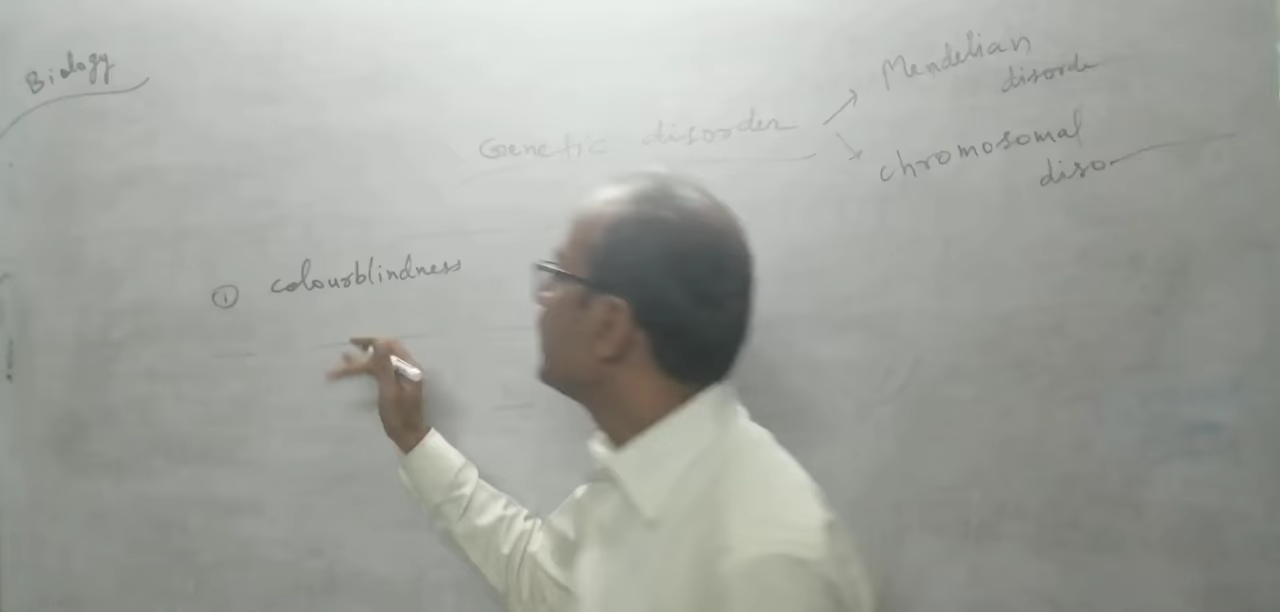 Biology
Genetic disorder
Mendelian
disorde
chromosomal
diso
① colourblindness